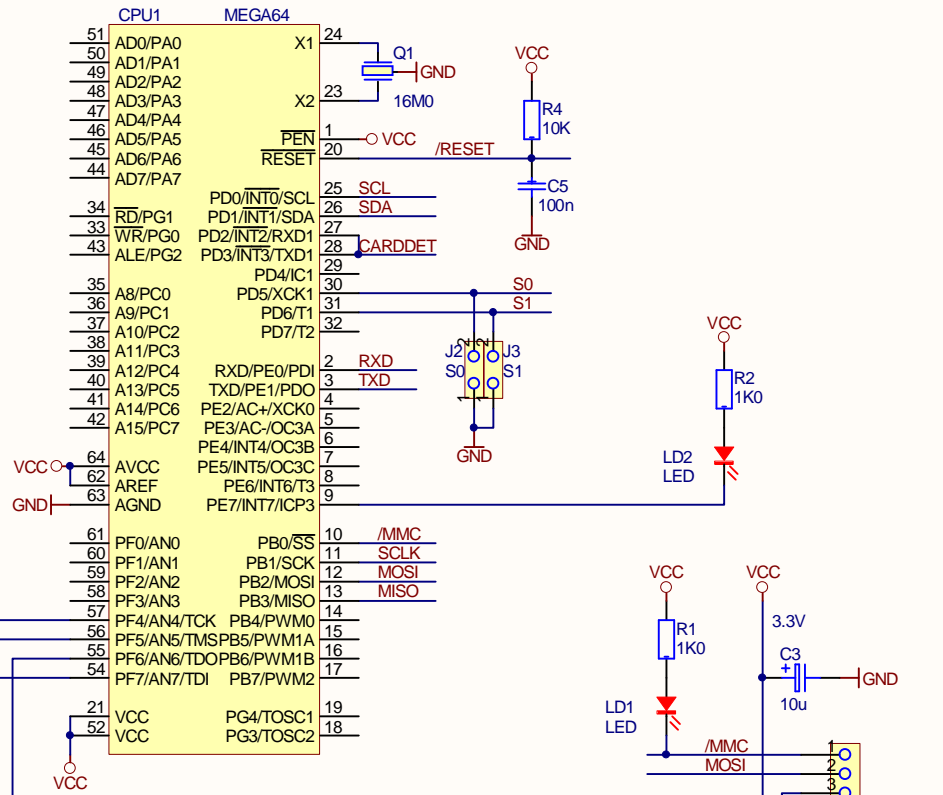 CPU1 MEGA64
51 AD0/PA0 X1 24
50 AD1/PA1
49 AD2/PA2
48 AD3/PA3 X2 23
47 AD4/PA4
46 AD5/PA5 PEN 1 VCC
45 AD6/PA6 RESET 20 /RESET
44 AD7/PA7
Q1
GND
16M0
VCC
R4
10K
C5
100n
GND
PD0/INT0/SCL 25 SCL
34 RD/PG1 PD1/INT1/SDA 26 SDA
33 WR/PG0 PD2/INT2/RXD1 27
43 ALE/PG2 PD3/INT3/TXD1 28 CARDDET
PD4/IC1 29
35 A8/PC0 PD5/XCK1 30 S0
36 A9/PC1 PD6/T1 31 S1
37 A10/PC2 PD7/T2 32
38 A11/PC3
39 A12/PC4 RXD/PE0/PDI 2 RXD
40 A13/PC5 TXD/PE1/PDO 3 TXD
41 A14/PC6 PE2/AC+/XCK0 4
42 A15/PC7 PE3/AC-/OC3A 5
PE4/INT4/OC3B 6
VCC 64 AVCC PE5/INT5/OC3C 7
62 AREF PE6/INT6/T3 8
GND 63 AGND PE7/INT7/ICP3 9
2 2
J2 J3
S0 S1
1 1
GND
VCC
R2
1K0
LD2
LED
61 PF0/AN0 PB0/SS 10 /MMC
60 PF1/AN1 PB1/SCK 11 SCLK
59 PF2/AN2 PB2/MOSI 12 MOSI
58 PF3/AN3 PB3/MISO 13 MISO
57 PF4/AN4/TCK PB4/PWM0 14
56 PF5/AN5/TMS PB5/PWM1A 15
55 PF6/AN6/TDO PB6/PWM1B 16
54 PF7/AN7/TDI PB7/PWM2 17
21 VCC PG4/TOSC1 19
52 VCC PG3/TOSC2 18
VCC
VCC VCC
R1
1K0
3.3V
C3
+
10u
GND
LD1
LED
/MMC 1
MOSI 2
3